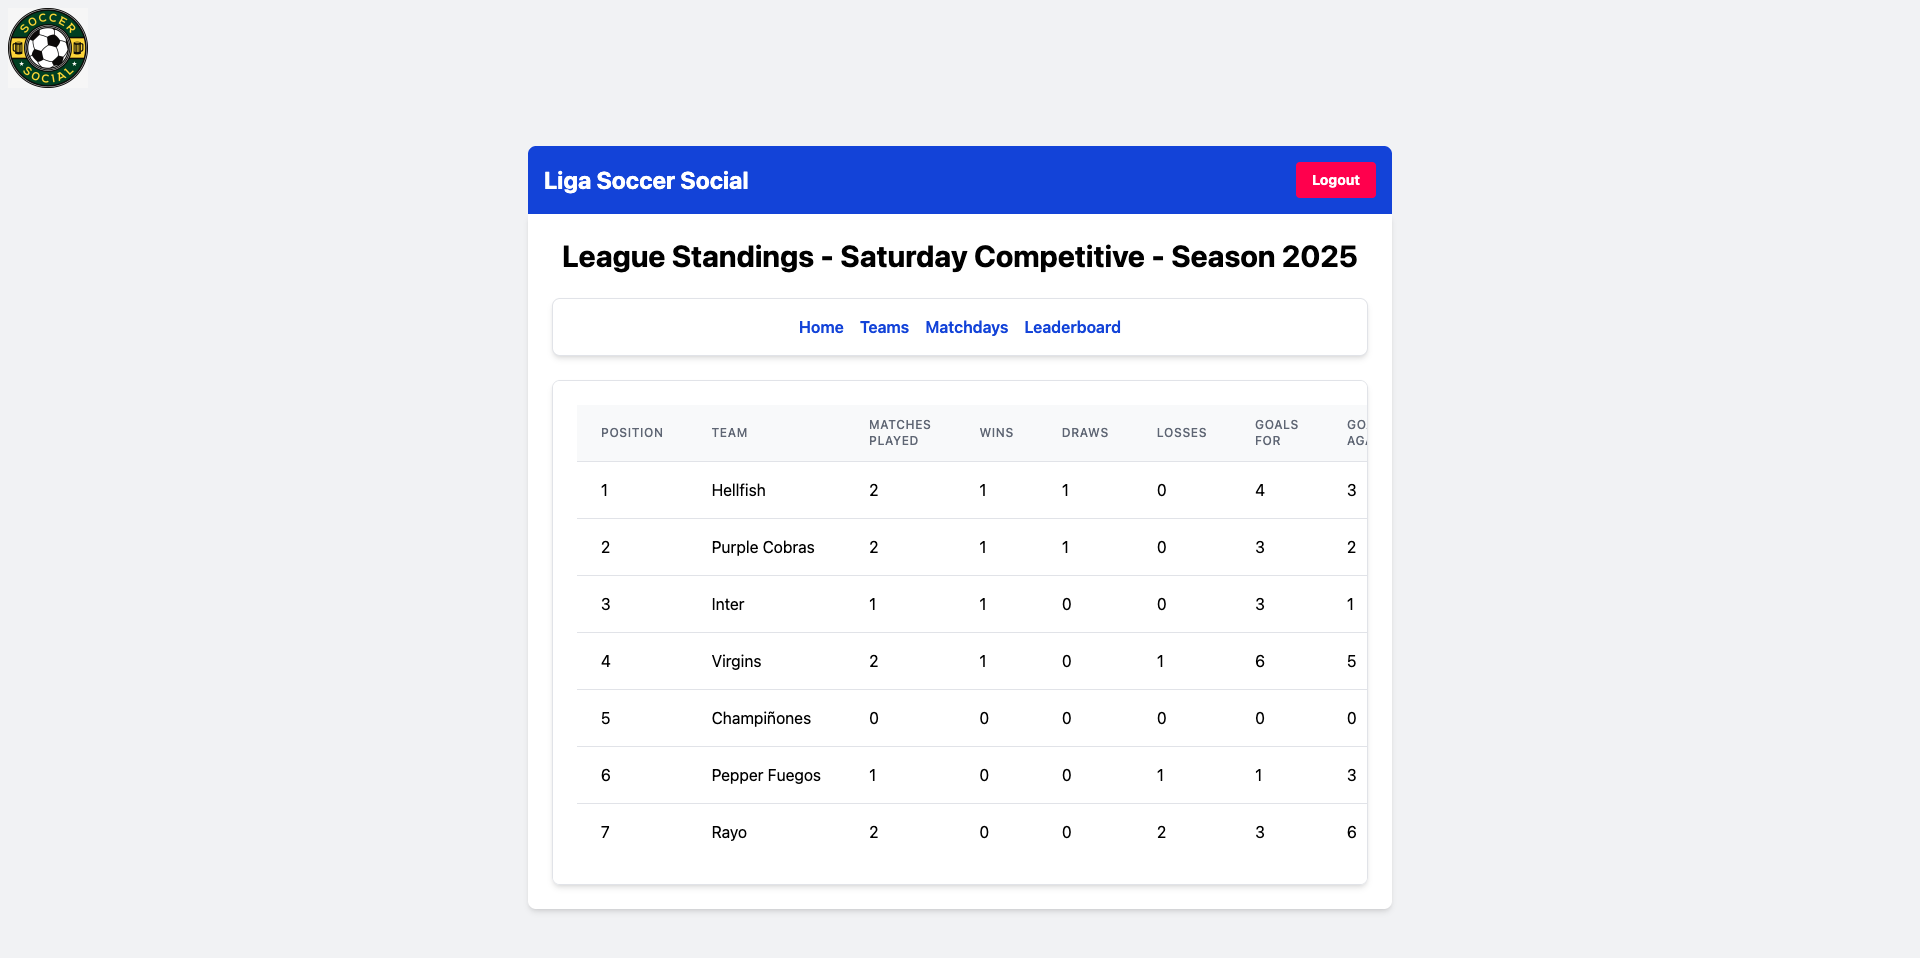 SOCCER
SOCIAL
Liga Soccer Social
Logout
League Standings - Saturday Competitive - Season 2025
Home Teams Matchdays Leaderboard
POSITION TEAM MATCHES PLAYED WINS DRAWS LOSSES GOALS FOR
1 Hellfish 2 1 1 0 4 3
2 Purple Cobras 2 1 1 0 3 2
3 Inter 1 1 0 0 3 1
4 Virgins 2 1 0 1 6 5
5 Champiñones 0 0 0 0 0 0
6 Pepper Fuegos 1 0 0 1 1 3
7 Rayo 2 0 0 2 3 6